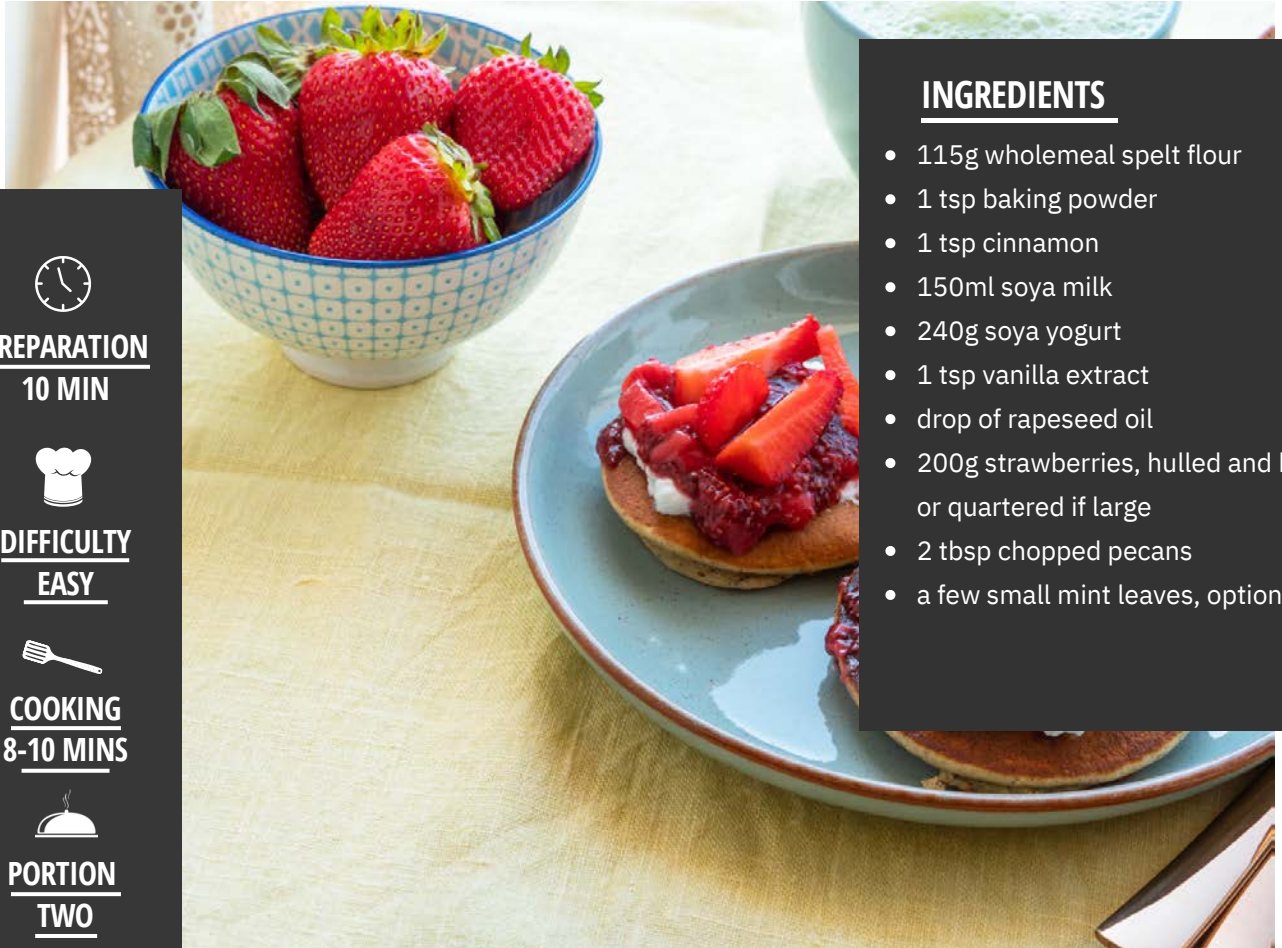 REPARATION
10 MIN
DIFFICULTY
EASY
COOKING
8-10 MINS
PORTION
TWO
INGREDIENTS
115g wholemeal spelt flour
1 tsp baking powder
1 tsp cinnamon
150ml soya milk
240g soya yogurt
1 tsp vanilla extract
drop of rapeseed oil
200g strawberries, hulled and
or quartered if large
2 tbsp chopped pecans
a few small mint leaves, option